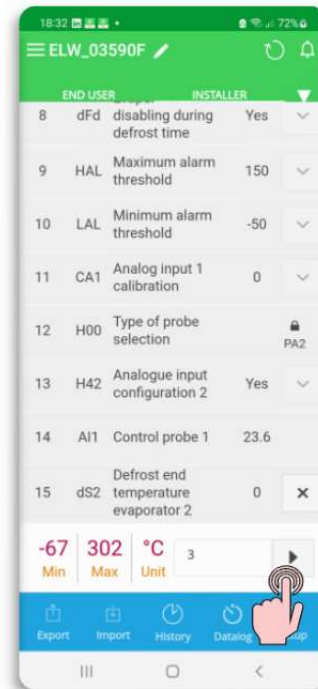 18:32 72%
ELW_03590F
END USER INSTALLER
8 dFd disabling during defrost time Yes
9 HAL Maximum alarm threshold 150
10 LAL Minimum alarm threshold -50
11 CA1 Analog input 1 calibration 0
12 H00 Type of probe selection PA2
13 H42 Analogue input configuration 2 Yes
14 AI1 Control probe 1 23.6
15 dS2 Defrost end temperature evaporator 2 0
-67 302 °C 3
Min Max Unit
Export Import History Datalog